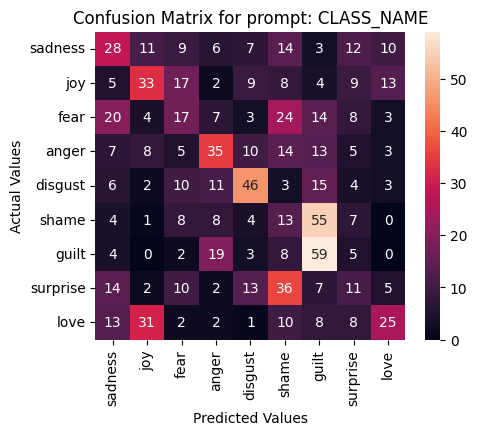 Confusion Matrix for prompt: CLASS_NAME
sadness 28 11 9 6 7 14 3 12 10
joy 5 33 17 2 9 8 4 9 13
fear 20 4 17 7 3 24 14 8 3
anger 7 8 5 35 10 14 13 5 3
disgust 6 2 10 11 46 3 15 4 3
shame 4 1 8 8 4 13 55 7 0
guilt 4 0 2 19 3 8 59 5 0
surprise 14 2 10 2 13 36 7 11 5
love 13 31 2 2 1 10 8 8 25
Actual Values
sadness joy fear anger disgust shame guilt surprise love
Predicted Values
50
40
30
20
10
0